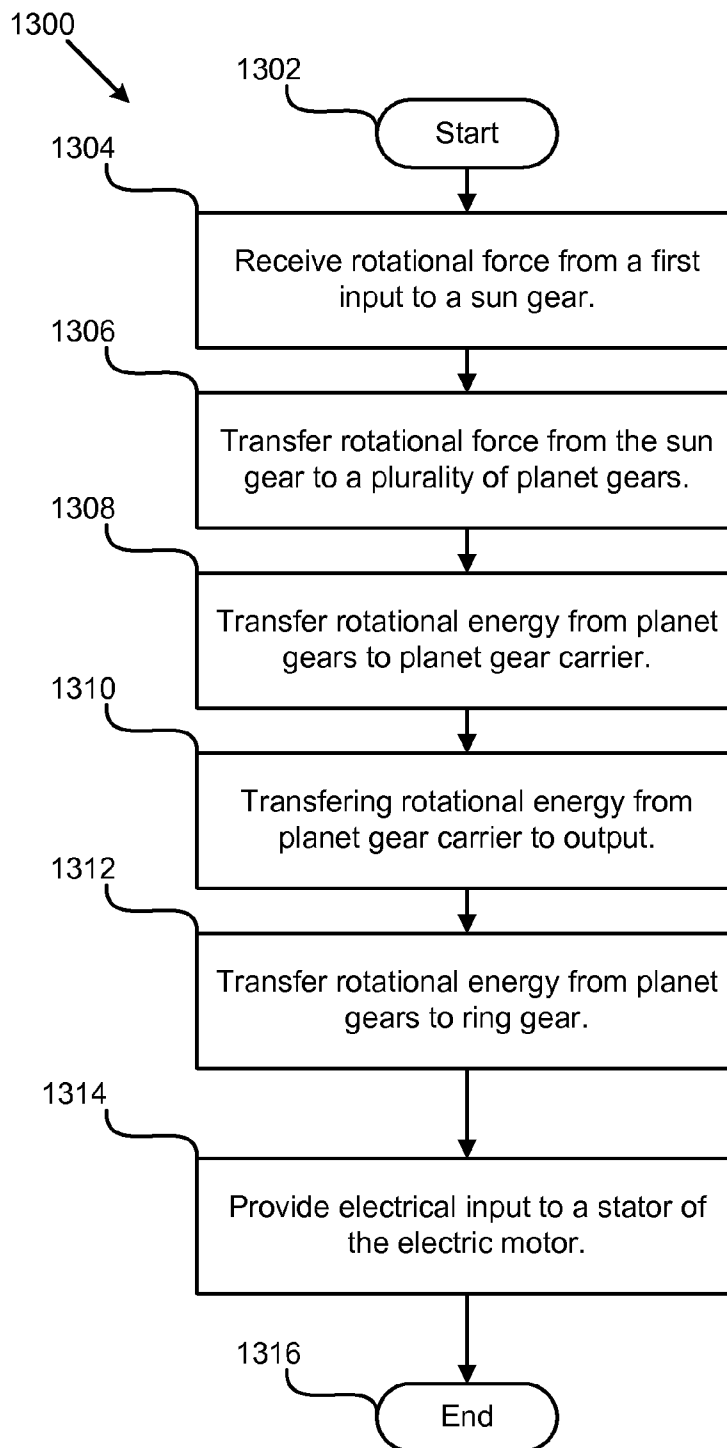 1300
1302
Start
1304
Receive rotational force from a first
input to a sun gear.
1306
Transfer rotational force from the sun
gear to a plurality of planet gears.
1308
Transfer rotational energy from planet
gears to planet gear carrier.
1310
Transfering rotational energy from
planet gear carrier to output.
1312
Transfer rotational energy from planet
gears to ring gear.
1314
Provide electrical input to a stator of
the electric motor.
1316
End